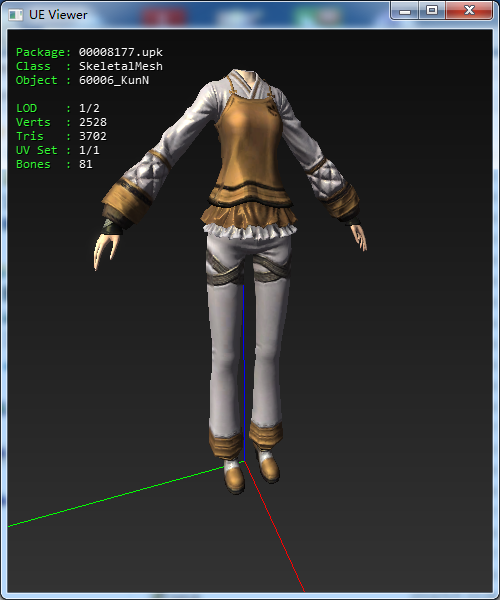 UE Viewer
Package: 00008177.upk
Class : SkeletalMesh
Object : 60006_KunN
LOD : 1/2
Verts : 2528
Tris : 3702
UV Set : 1/1
Bones : 81